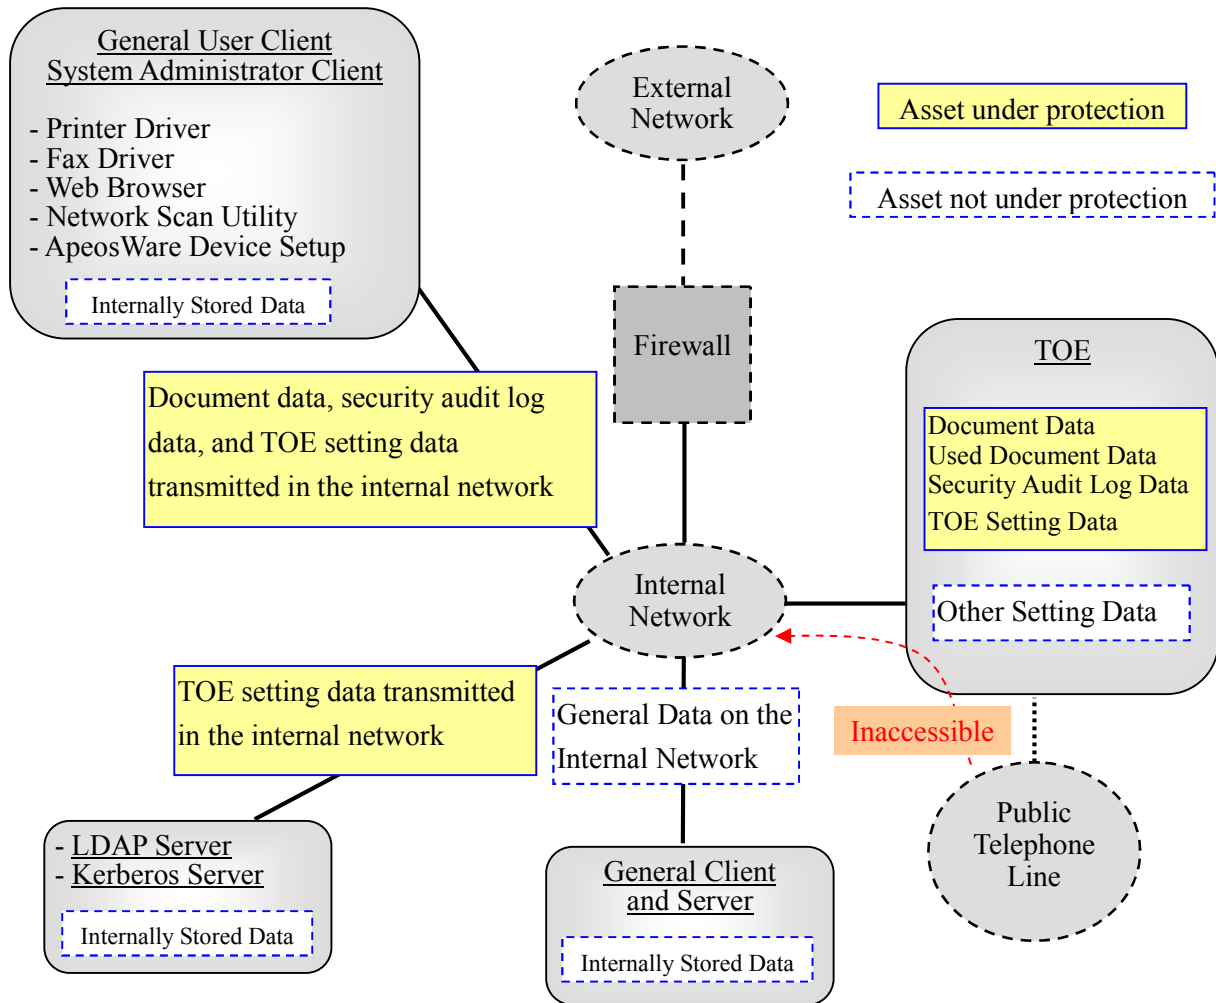 General User Client
System Administrator Client
- Printer Driver
- Fax Driver
- Web Browser
- Network Scan Utility
- ApeosWare Device Setup
Internally Stored Data
External
Network
Asset under protection
Asset not under protection
Firewall
Document data, security audit log
data, and TOE setting data
transmitted in the internal network
TOE
Document Data
Used Document Data
Security Audit Log Data
TOE Setting Data
Other Setting Data
Internal
Network
TOE setting data transmitted
in the internal network
General Data on the
Internal Network
Inaccessible
Public
Telephone
Line
- LDAP Server
- Kerberos Server
Internally Stored Data
General Client
and Server
Internally Stored Data